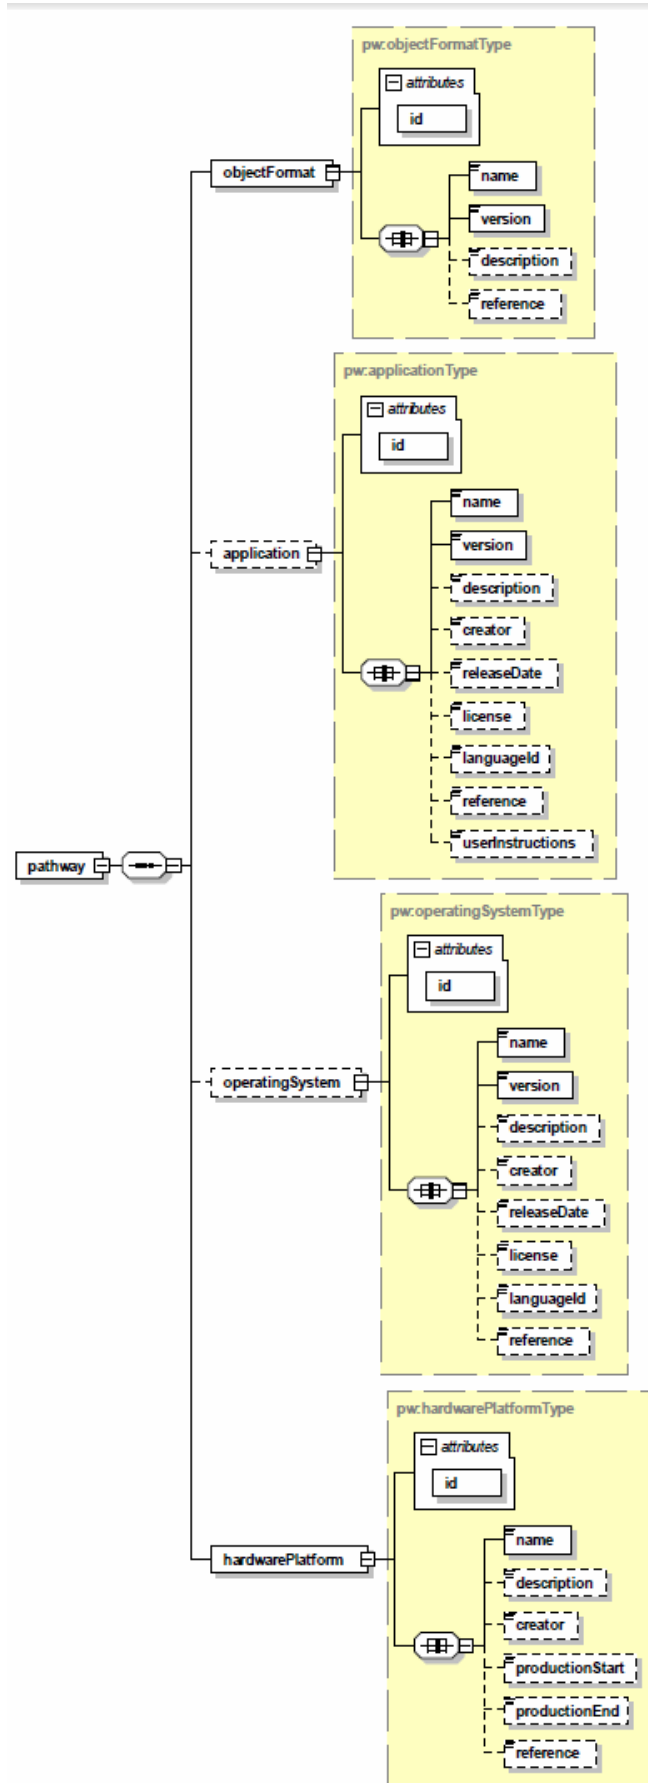 pw:objectFormatType
attributes
id
objectFormat
name
version
description
reference
pw:applicationType
attributes
id
name
application
version
description
creator
releaseDate
license
languageId
reference
userInstructions
pathway
pw:operatingSystemType
attributes
id
name
operatingSystem
version
description
creator
releaseDate
license
languageId
reference
pw:hardwarePlatformType
attributes
id
name
hardwarePlatform
description
creator
productionStart
productionEnd
reference